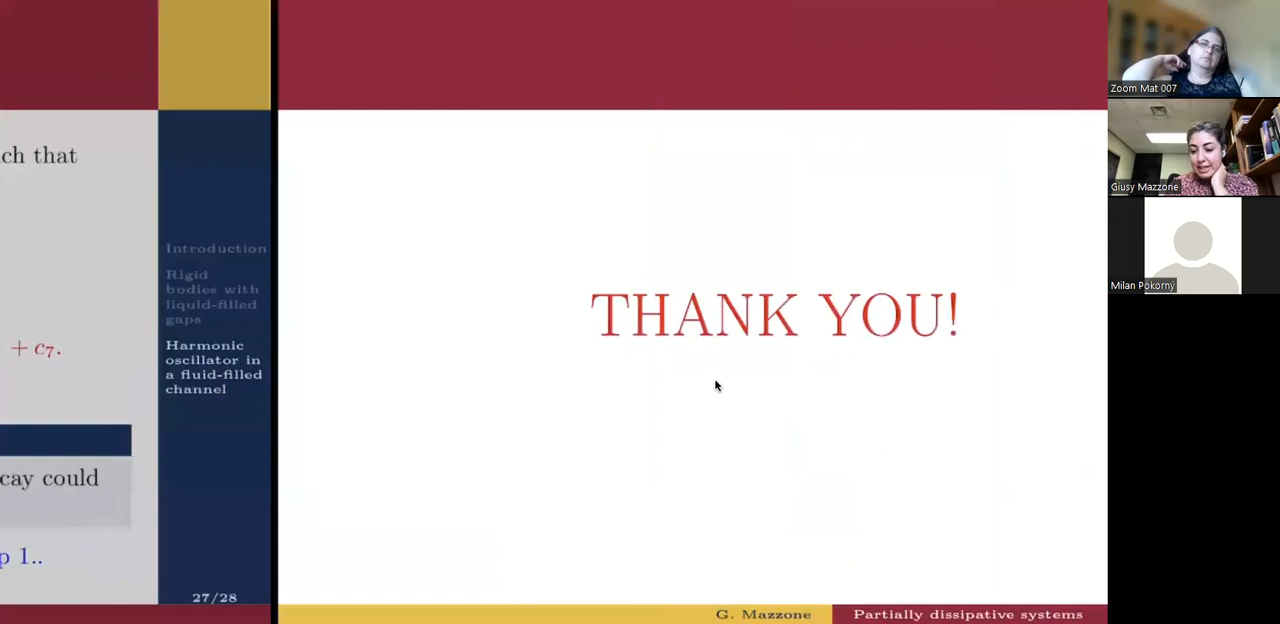 ch that
+ c₇.
cay could
p 1..
Introduction
Rigid
bodies with
liquid-filled
gaps
Harmonic
oscillator in
a fluid-filled
channel
27/28
THANK YOU!
G. Mazzone
Partially dissipative systems
Zoom Mat 007
Giusy Mazzone
Milan Pokorný